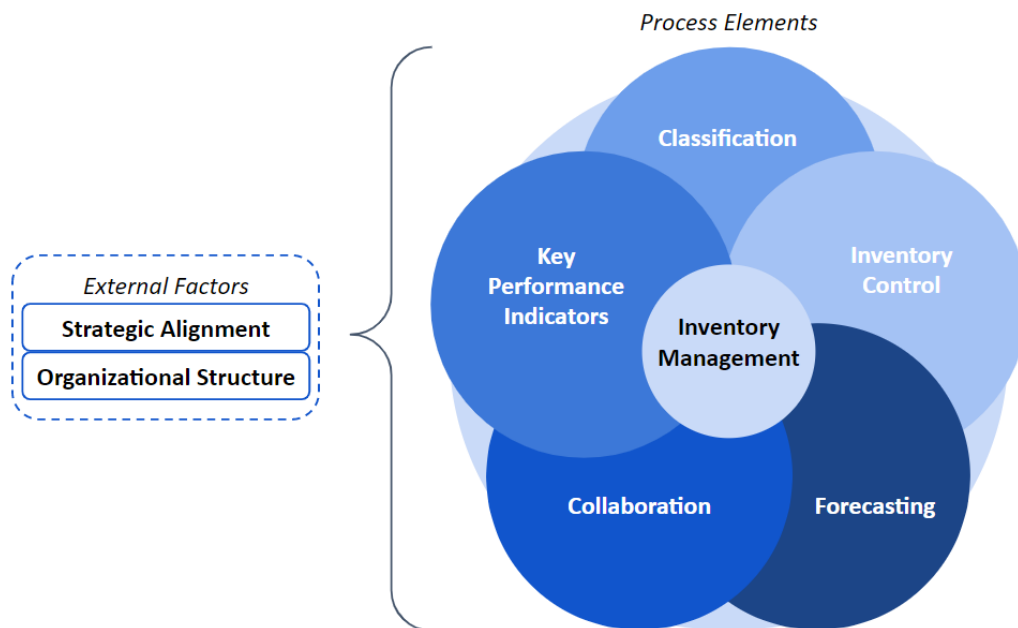 Process Elements
Classification
Key
Performance
Indicators
Inventory
Control
External Factors
Strategic Alignment
Organizational Structure
Inventory
Management
Collaboration
Forecasting